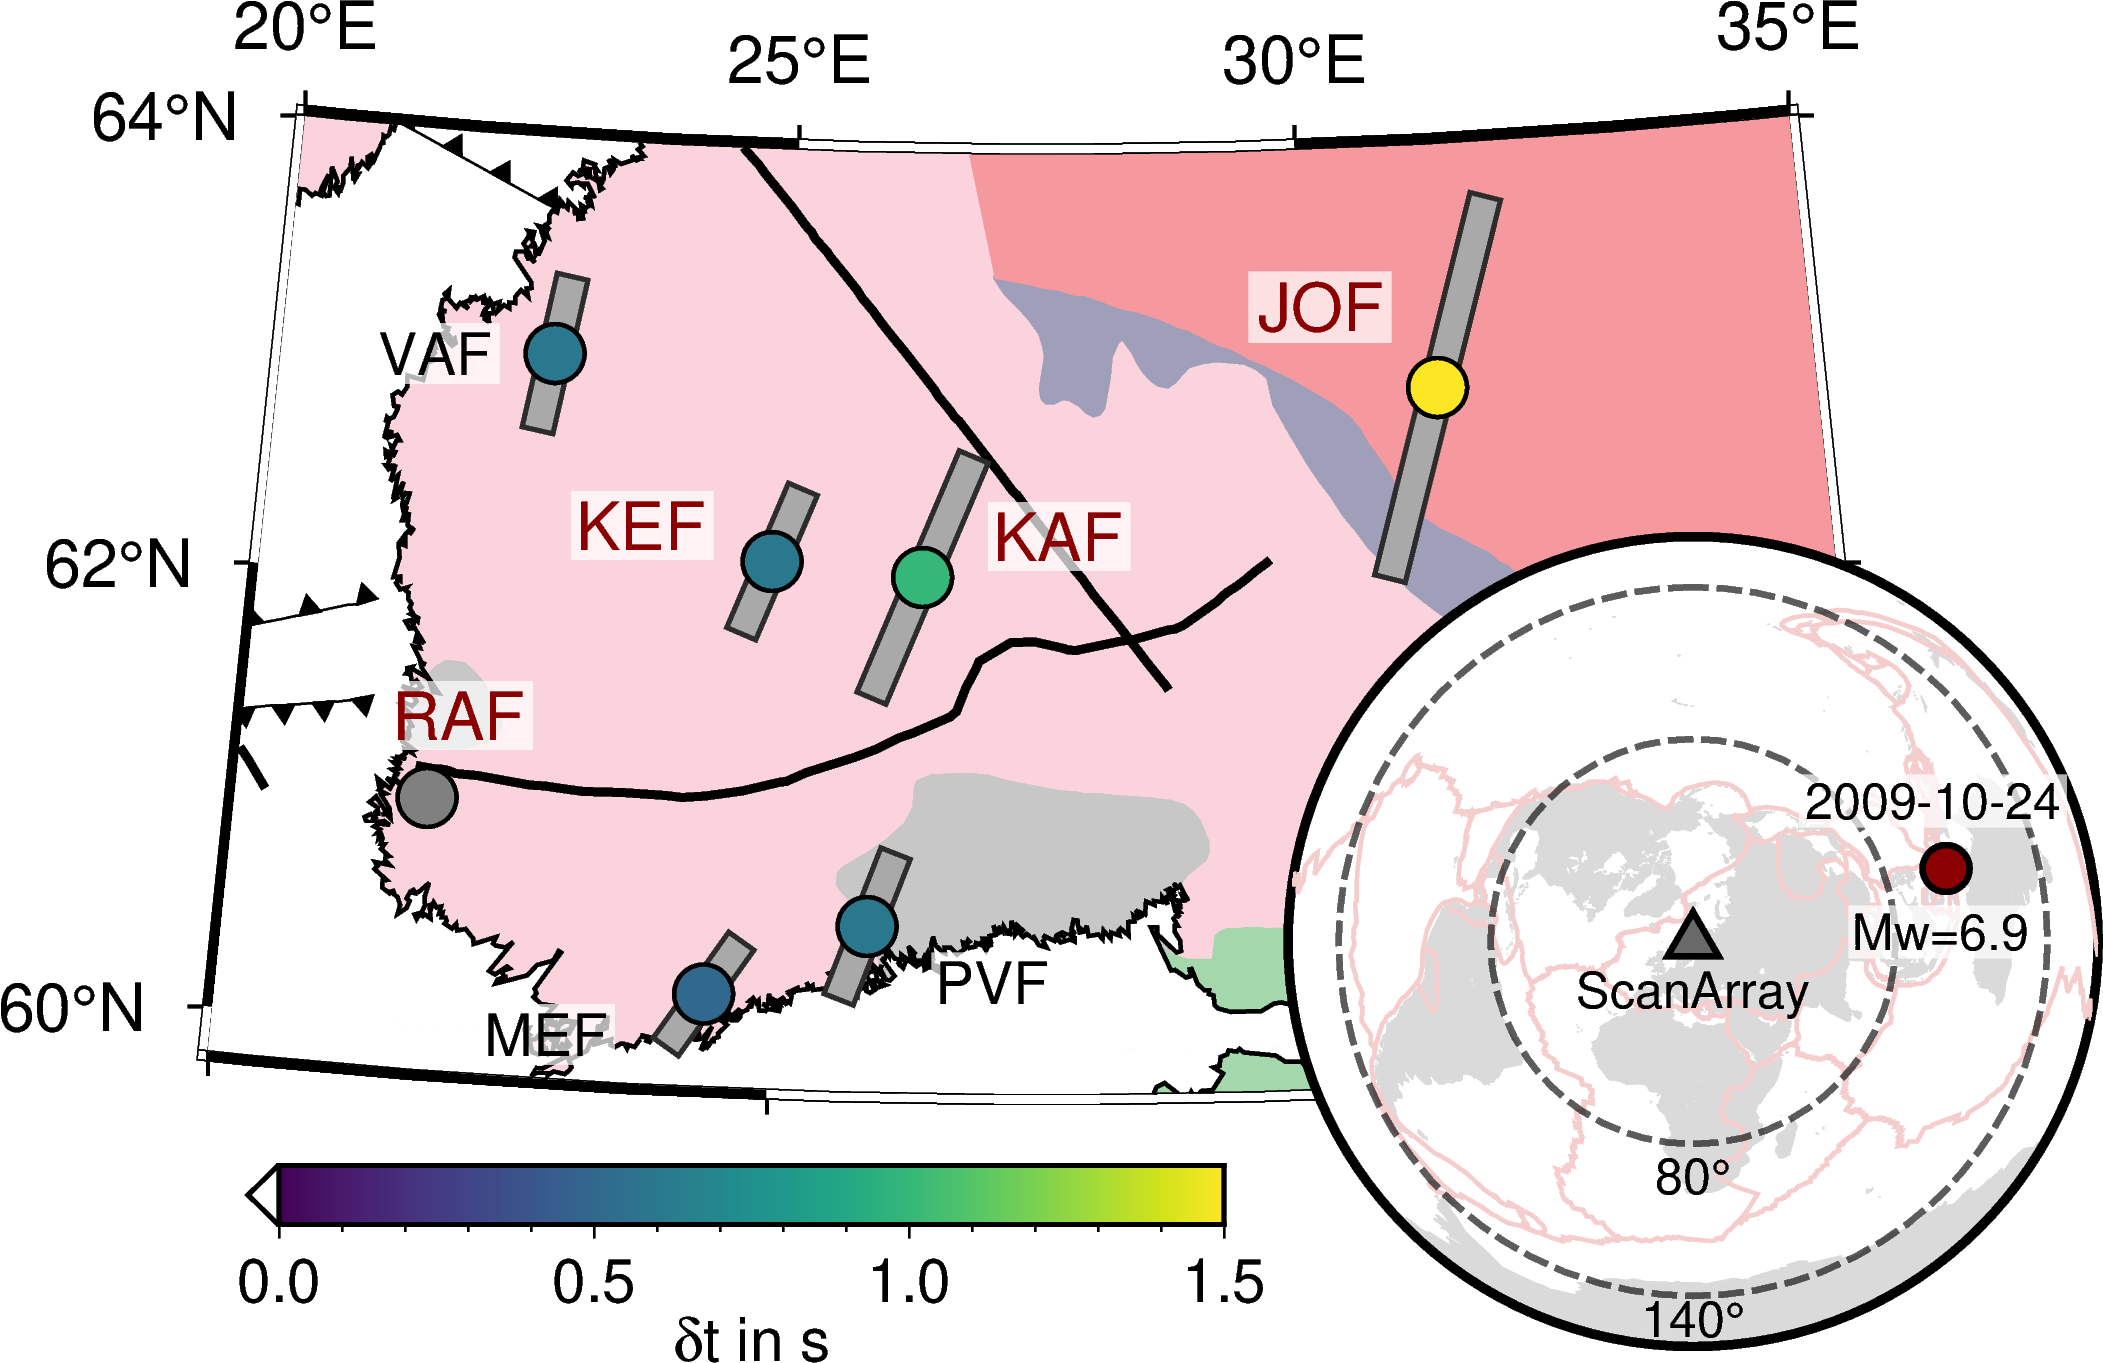 20°E
25°E
30°E
35°E
64°N
62°N
60°N
JOF
VAF
KEF
KAF
RAF
PVF
MEF
2009-10-24
Mw=6.9
ScanArray
80°
140°
0.0
0.5
1.0
1.5
δt in s